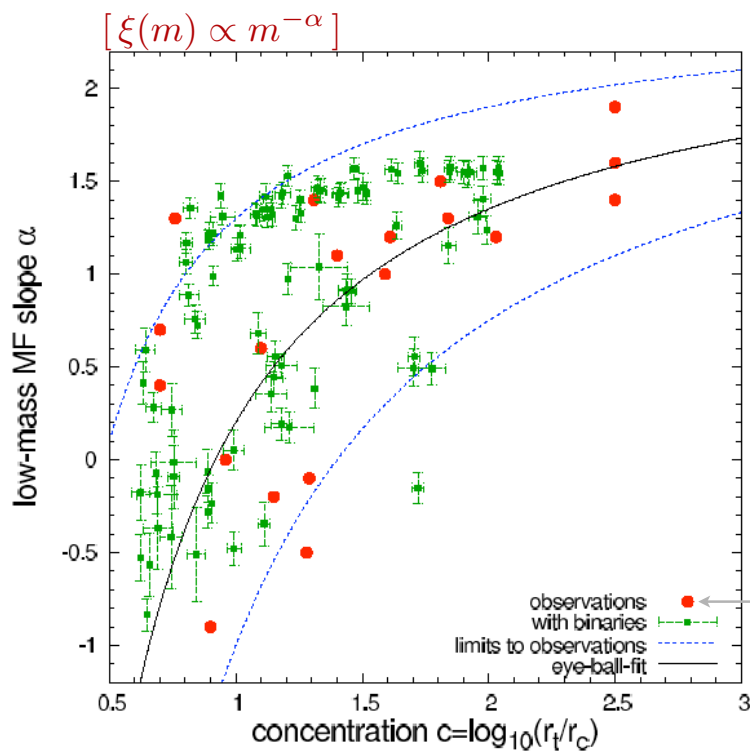 [ ξ(m) ∝ m^{-α} ]
2
1.5
1
0.5
0
-0.5
-1
low-mass MF slope α
observations
with binaries
limits to observations
eye-ball-fit
0.5 1 1.5 2 2.5 3
concentration c=log₁₀(rₜ/r_c)